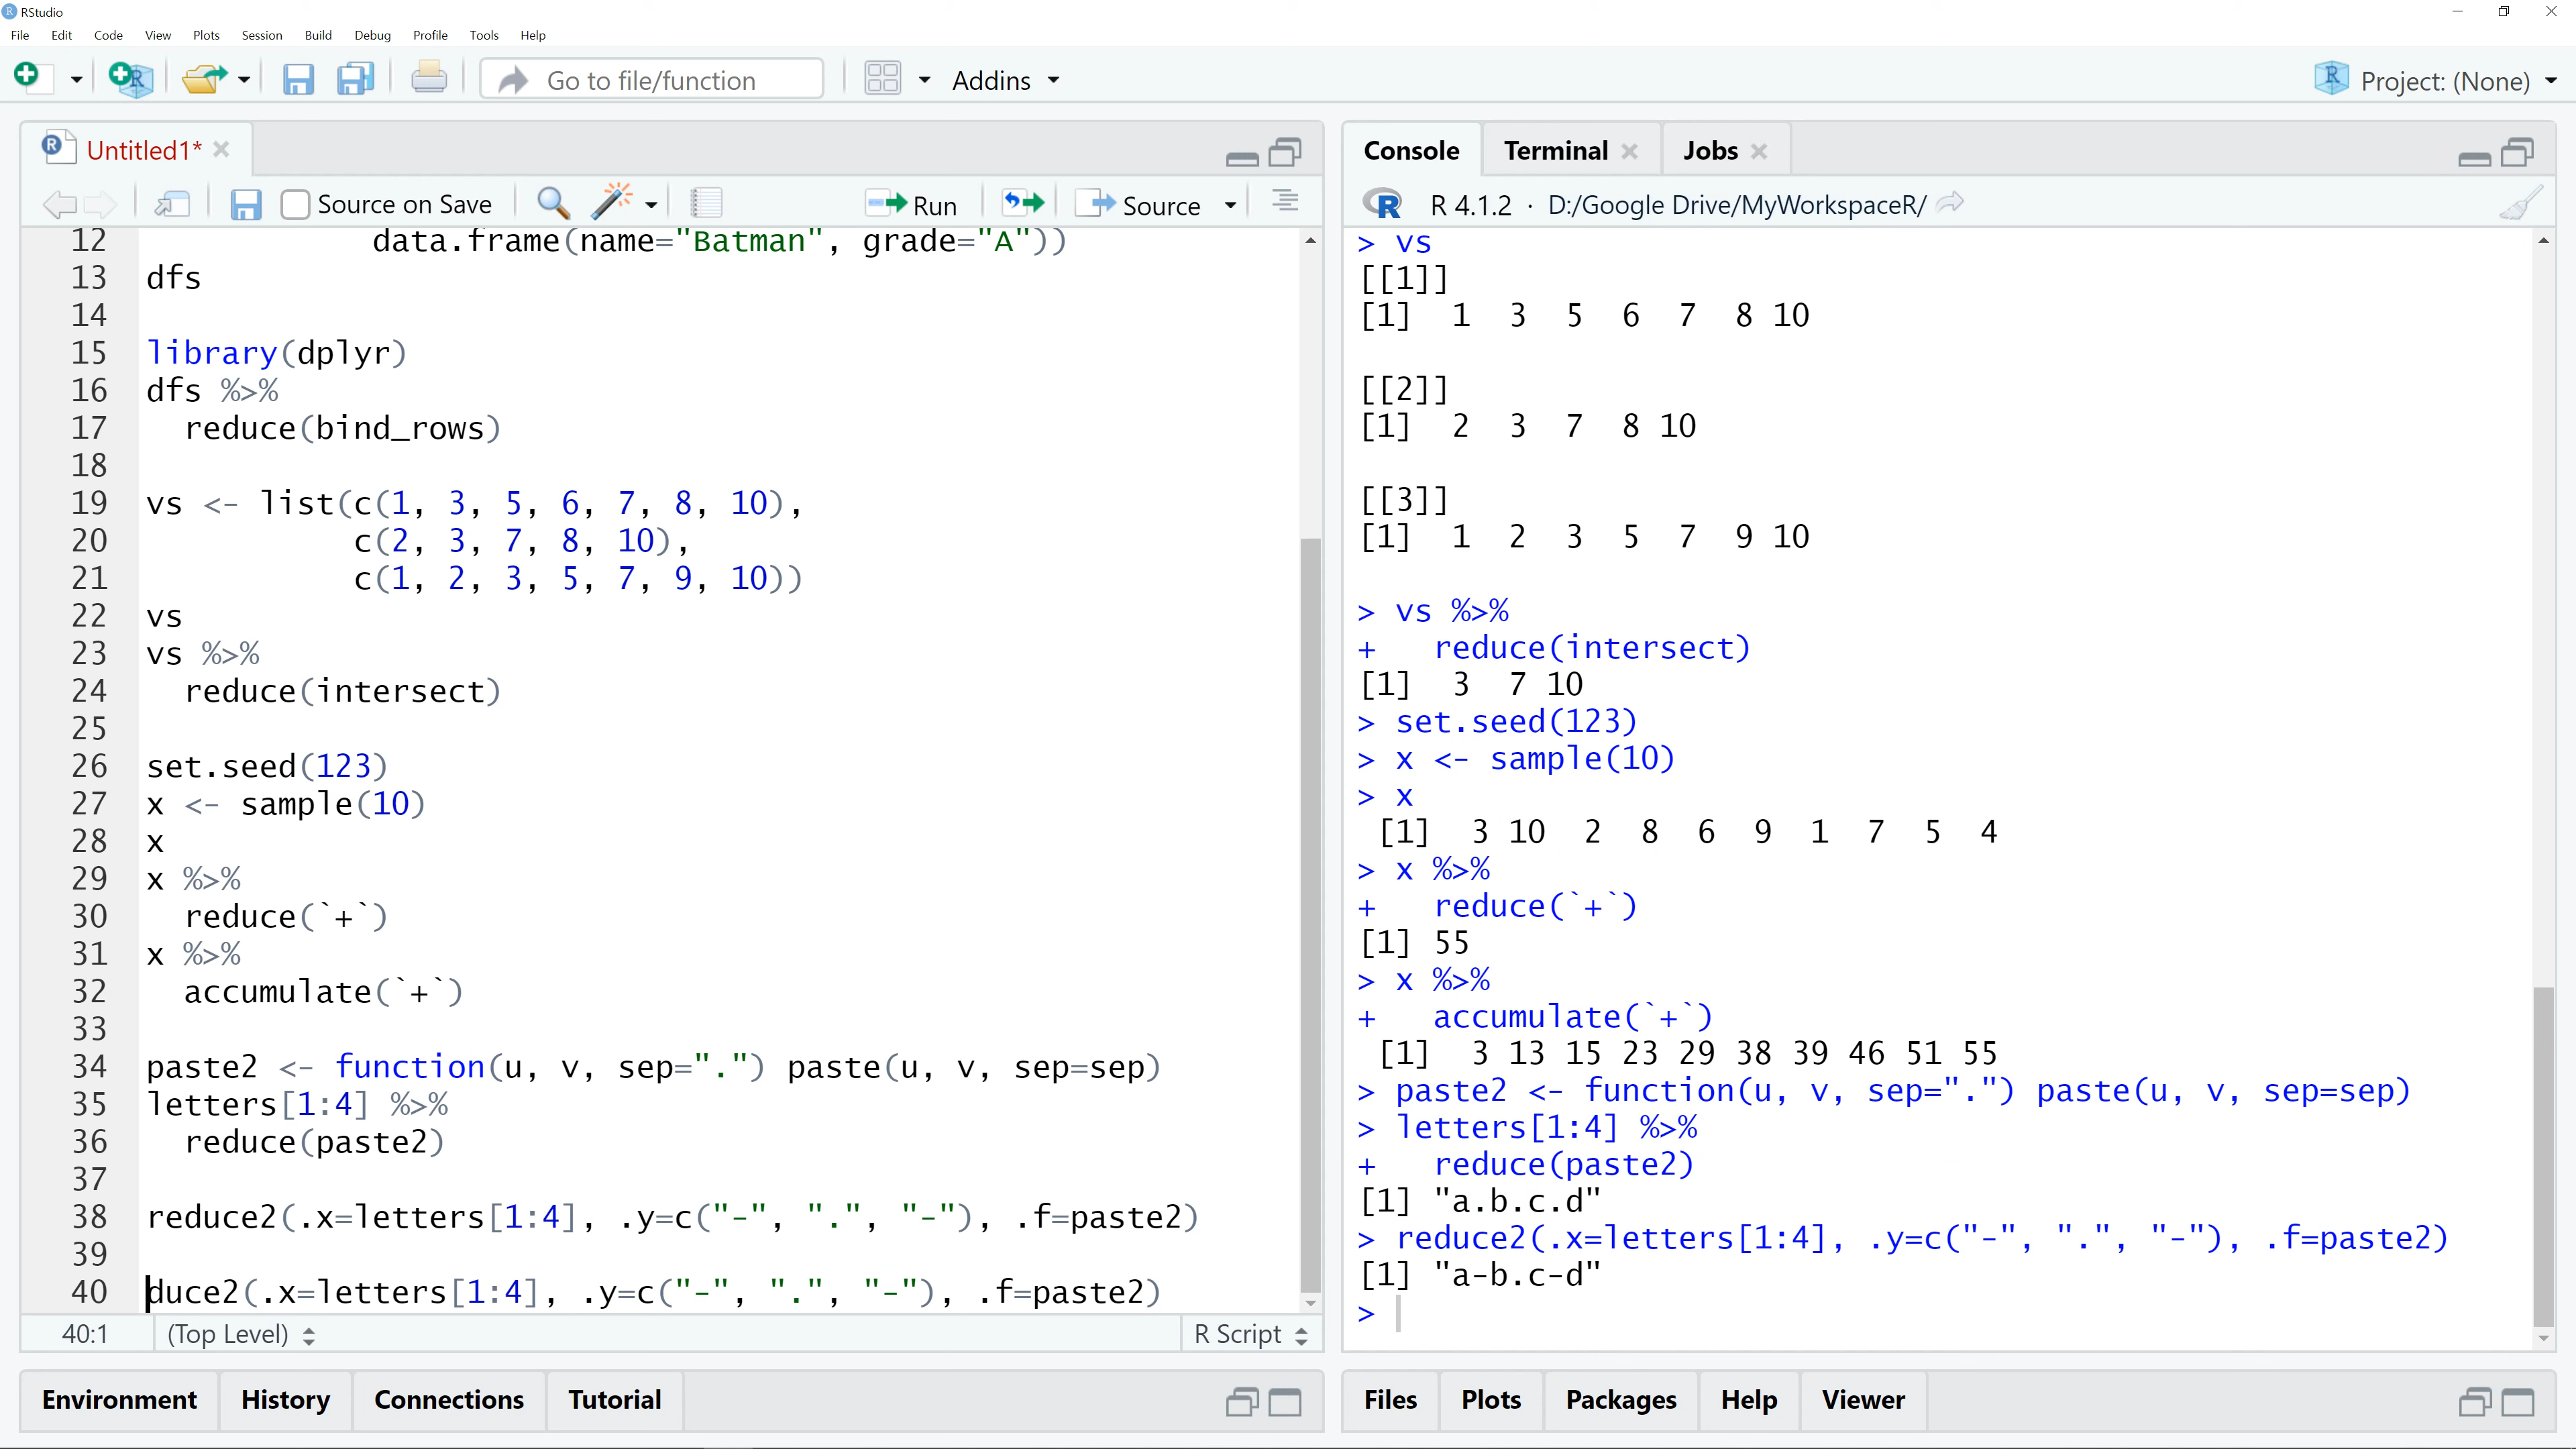 RStudio
File Edit Code View Plots Session Build Debug Profile Tools Help
Go to file/function Addins Project: (None)
Untitled1*
Source on Save Run Source
12 data.frame(name="Batman", grade="A"))
13 dfs
14
15 library(dplyr)
16 dfs %>%
17   reduce(bind_rows)
18
19 vs <- list(c(1, 3, 5, 6, 7, 8, 10),
20            c(2, 3, 7, 8, 10),
21            c(1, 2, 3, 5, 7, 9, 10))
22 vs
23 vs %>%
24   reduce(intersect)
25
26 set.seed(123)
27 x <- sample(10)
28 x
29 x %>%
30   reduce(`+`)
31 x %>%
32   accumulate(`+`)
33
34 paste2 <- function(u, v, sep=".") paste(u, v, sep=sep)
35 letters[1:4] %>%
36   reduce(paste2)
37
38 reduce2(.x=letters[1:4], .y=c("-", ".", "-"), .f=paste2)
39
40 duce2(.x=letters[1:4], .y=c("-", ".", "-"), .f=paste2)
40:1 (Top Level) R Script
Environment History Connections Tutorial
Console Terminal Jobs
R 4.1.2 · D:/Google Drive/MyWorkspaceR/
> vs
[[1]]
[1]  1  3  5  6  7  8 10
[[2]]
[1]  2  3  7  8 10
[[3]]
[1]  1  2  3  5  7  9 10
> vs %>%
+   reduce(intersect)
[1]  3  7 10
> set.seed(123)
> x <- sample(10)
> x
 [1]  3 10  2  8  6  9  1  7  5  4
> x %>%
+   reduce(`+`)
[1] 55
> x %>%
+   accumulate(`+`)
 [1]  3 13 15 23 29 38 39 46 51 55
> paste2 <- function(u, v, sep=".") paste(u, v, sep=sep)
> letters[1:4] %>%
+   reduce(paste2)
[1] "a.b.c.d"
> reduce2(.x=letters[1:4], .y=c("-", ".", "-"), .f=paste2)
[1] "a-b.c-d"
>
Files Plots Packages Help Viewer